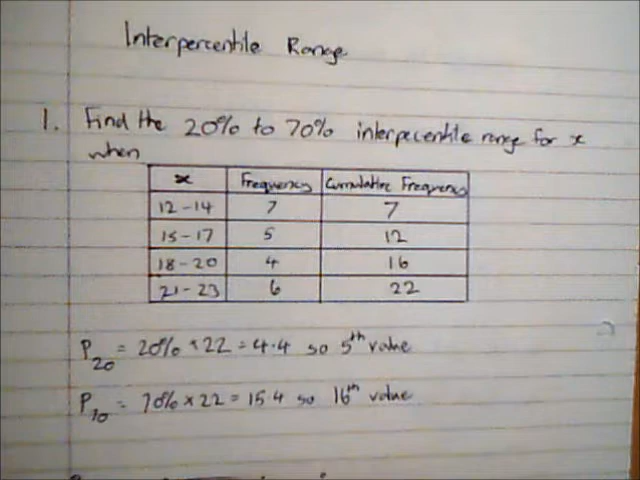 Interpercentile Range
1. Find the 20% to 70% interpecentile range for x
when
x Frequency Cumulative Frequency
12-14 7 7
15-17 5 12
18-20 4 16
21-23 6 22
P20 = 20% × 22 = 4.4 so 5th value
P70 = 70% × 22 = 15.4 so 16th value